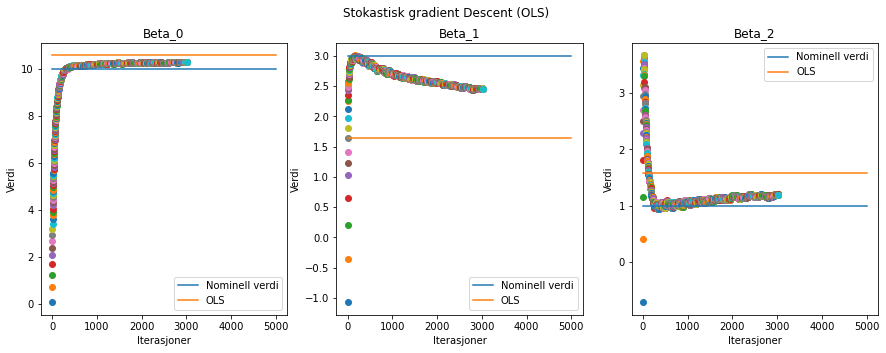 Stokastisk gradient Descent (OLS)
Beta_0
Verdi
10
8
6
4
2
0
0 1000 2000 3000 4000 5000
Iterasjoner
Nominell verdi
OLS
Beta_1
Verdi
3.0
2.5
2.0
1.5
1.0
0.5
0.0
−0.5
−1.0
0 1000 2000 3000 4000 5000
Iterasjoner
Nominell verdi
OLS
Beta_2
Verdi
3
2
1
0
0 1000 2000 3000 4000 5000
Iterasjoner
Nominell verdi
OLS